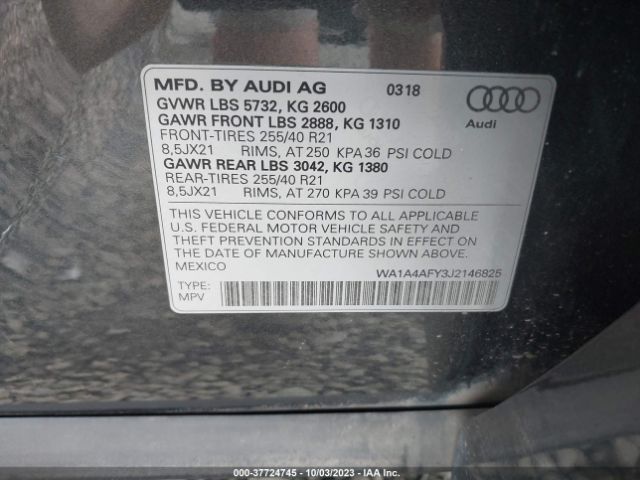 MFD. BY AUDI AG 0318
GVWR LBS 5732, KG 2600
GAWR FRONT LBS 2888, KG 1310
FRONT-TIRES 255/40 R21
8,5JX21 RIMS, AT 250 KPA 36 PSI COLD
GAWR REAR LBS 3042, KG 1380
REAR-TIRES 255/40 R21
8,5JX21 RIMS, AT 270 KPA 39 PSI COLD
Audi
THIS VEHICLE CONFORMS TO ALL APPLICABLE
U.S. FEDERAL MOTOR VEHICLE SAFETY AND
THEFT PREVENTION STANDARDS IN EFFECT ON
THE DATE OF MANUFACTURE SHOWN ABOVE.
MEXICO WA1A4AFY3J2146825
TYPE:
MPV
000-37724745 - 10/03/2023 - IAA Inc.